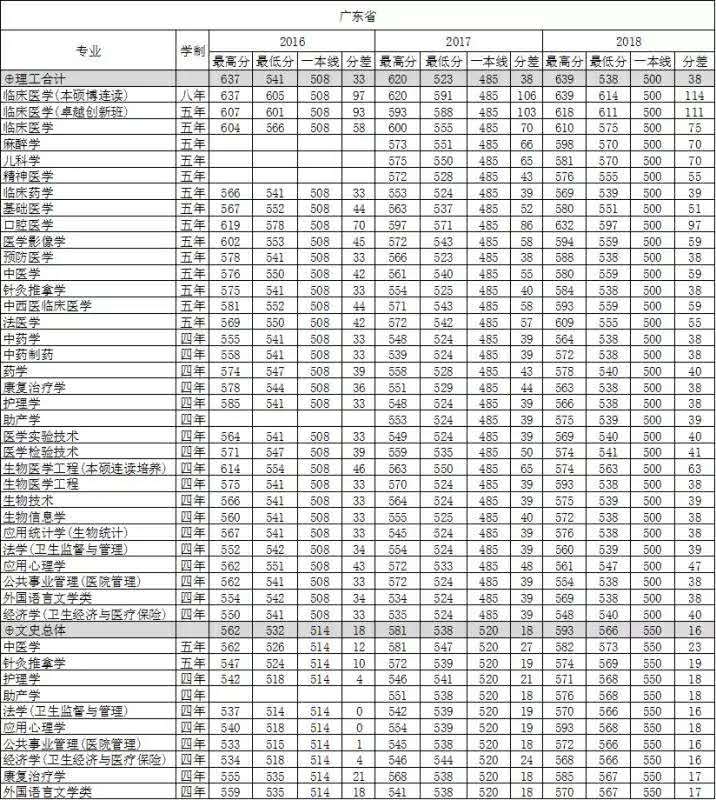 广东省
专业 学制 2016 2017 2018
最高分 最低分 一本线 分差 最高分 最低分 一本线 分差 最高分 最低分 一本线 分差
⊕理工合计 637 541 508 33 620 523 485 38 639 538 500 38
临床医学(本硕博连读) 八年 637 605 508 97 620 591 485 106 639 614 500 114
临床医学(卓越创新班) 五年 607 601 508 93 593 588 485 103 618 611 500 111
临床医学 五年 604 566 508 58 600 555 485 70 610 575 500 75
麻醉学 五年 573 551 485 66 598 570 500 70
儿科学 五年 575 550 485 65 581 570 500 70
精神医学 五年 572 528 485 43 576 555 500 55
临床药学 五年 566 541 508 33 553 524 485 39 569 539 500 39
基础医学 五年 567 552 508 44 563 537 485 52 580 551 500 51
口腔医学 五年 619 578 508 70 597 571 485 86 632 597 500 97
医学影像学 五年 602 553 508 45 572 543 485 58 594 559 500 59
预防医学 五年 578 541 508 33 566 523 485 38 588 538 500 38
中医学 五年 576 550 508 42 561 540 485 55 580 559 500 59
针灸推拿学 五年 575 541 508 33 554 525 485 40 584 538 500 38
中西医临床医学 五年 581 552 508 44 571 543 485 58 593 559 500 59
法医学 五年 569 550 508 42 572 542 485 57 609 555 500 55
中药学 四年 555 541 508 33 548 524 485 39 564 538 500 38
中药制药 四年 558 541 508 33 539 524 485 39 572 538 500 38
药学 四年 574 547 508 39 558 528 485 43 578 540 500 40
康复治疗学 四年 578 544 508 36 551 529 485 44 563 538 500 38
护理学 四年 585 541 508 33 548 524 485 39 566 538 500 38
助产学 四年 553 524 485 39 575 539 500 39
医学实验技术 四年 564 541 508 33 549 524 485 39 569 540 500 40
医学检验技术 四年 571 547 508 39 559 535 485 50 574 541 500 41
生物医学工程(本硕连读培养) 四年 614 554 508 46 563 550 485 65 574 563 500 63
生物医学工程 四年 575 541 508 33 570 524 485 39 593 538 500 38
生物技术 四年 566 541 508 33 564 524 485 39 575 539 500 39
生物信息学 四年 560 541 508 33 555 525 485 40 572 538 500 38
应用统计学(生物统计) 四年 567 541 508 33 545 524 485 39 576 538 500 38
法学(卫生监督与管理) 四年 552 542 508 34 554 524 485 39 560 539 500 39
应用心理学 四年 562 551 508 43 572 533 485 48 561 547 500 47
公共事业管理(医院管理) 四年 562 541 508 33 572 524 485 39 554 538 500 38
外国语言文学类 四年 554 542 508 34 534 524 485 39 569 538 500 38
经济学(卫生经济与医疗保险) 四年 550 541 508 33 535 524 485 39 548 540 500 40
⊕文史总体 562 532 514 18 581 538 520 18 593 566 550 16
中医学 五年 562 526 514 12 581 547 520 27 582 573 550 23
针灸推拿学 五年 547 524 514 10 572 539 520 19 574 569 550 19
护理学 四年 542 518 514 4 546 541 520 21 571 568 550 18
助产学 四年 551 538 520 18 576 568 550 18
法学(卫生监督与管理) 四年 537 514 514 0 542 539 520 19 570 566 550 16
应用心理学 四年 540 518 514 0 554 539 520 19 593 568 550 18
公共事业管理(医院管理) 四年 533 515 514 1 545 538 520 18 572 566 550 16
经济学(卫生经济与医疗保险) 四年 534 518 514 4 546 544 520 24 568 566 550 16
康复治疗学 四年 555 535 514 21 568 538 520 18 585 567 550 17
外国语言文学类 四年 559 535 514 18 541 538 520 18 570 567 550 17